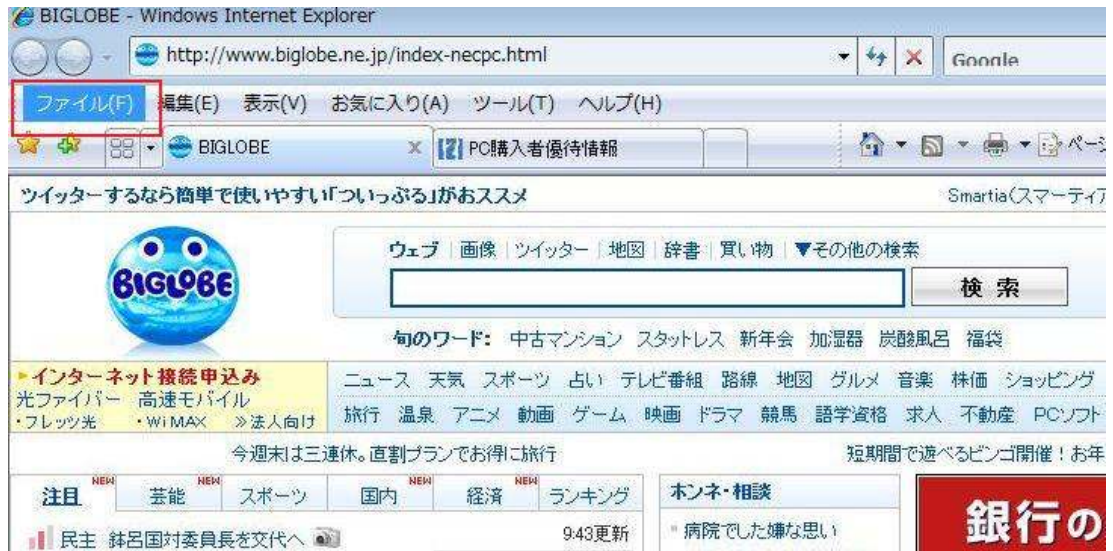 BIGLOBE - Windows Internet Explorer
http://www.biglobe.ne.jp/index-necpc.html
Google
ファイル(F) 編集(E) 表示(V) お気に入り(A) ツール(T) ヘルプ(H)
BIGLOBE x PC購入者優待情報
ツイッターするなら簡単で使いやすい「ついっぷる」がおススメ
Smartia(スマーティア
ウェブ 画像 ツイッター 地図 辞書 買い物 ▼その他の検索
BIGLOBE
検索
旬のワード: 中古マンション スタットレス 新年会 加湿器 炭酸風呂 福袋
インターネット接続申込み
光ファイバー 高速モバイル
・フレッツ光 ・WiMAX ≫法人向け
ニュース 天気 スポーツ 占い テレビ番組 路線 地図 グルメ 音楽 株価 ショッピング
旅行 温泉 アニメ 動画 ゲーム 映画 ドラマ 競馬 語学資格 求人 不動産 PCソフト
今週末は三連休。直割プランでお得に旅行
短期間で遊べるビンゴ開催!お年
注目 NEW 芸能 NEW スポーツ 国内 NEW 経済 NEW ランキング
ホンネ・相談
民主 鉢呂国対委員長を交代へ
9:43更新
病院でした嫌な思い
銀行の